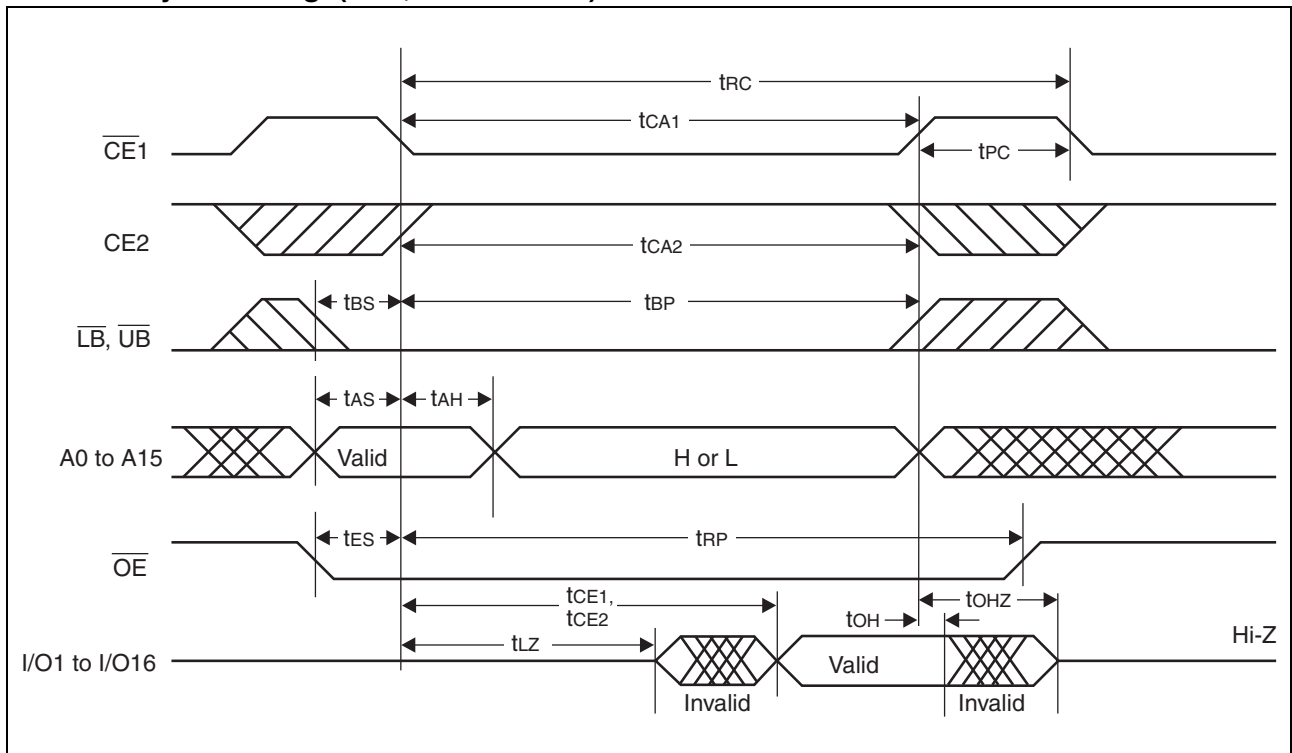 tRC
tCA1
CE1
tPC
CE2
tCA2
tBS
tBP
LB, UB
tAS
tAH
A0 to A15
Valid
H or L
tES
tRP
OE
tCE1,
tCE2
tOHZ
tOH
tLZ
Hi-Z
I/O1 to I/O16
Valid
Invalid
Invalid